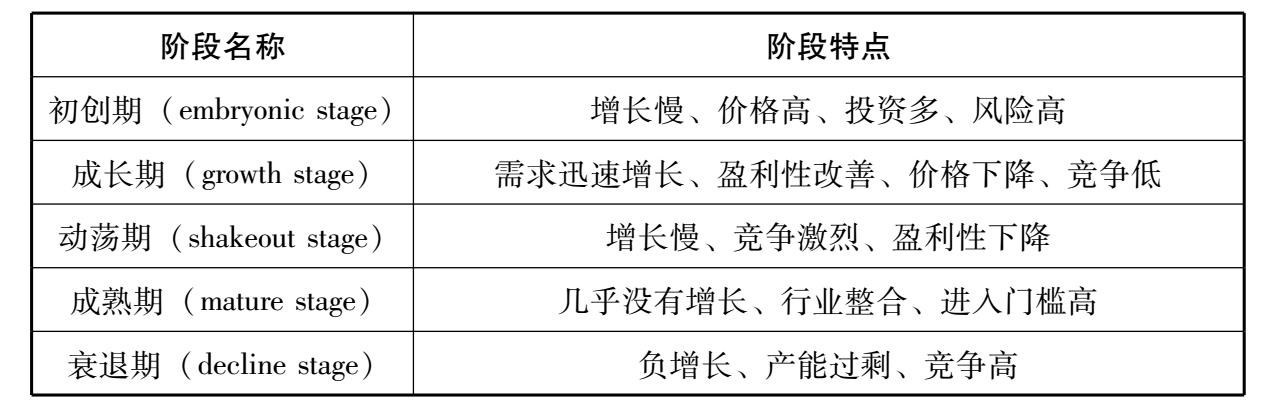 阶段名称 阶段特点
初创期（embryonic stage） 增长慢、价格高、投资多、风险高
成长期（growth stage） 需求迅速增长、盈利性改善、价格下降、竞争低
动荡期（shakeout stage） 增长慢、竞争激烈、盈利性下降
成熟期（mature stage） 几乎没有增长、行业整合、进入门槛高
衰退期（decline stage） 负增长、产能过剩、竞争高